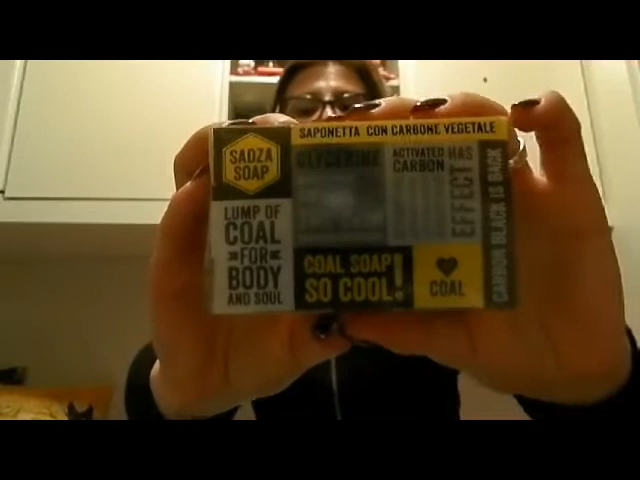 SAPONETTA CON CARBONE VEGETALE
SADZA
SOAP
GLYCERINE
ACTIVATED
CARBON
HAS
EFFECT
CARBON BLACK IS BACK
LUMP OF
COAL
FOR
BODY
AND SOUL
COAL SOAP
SO COOL!
COAL